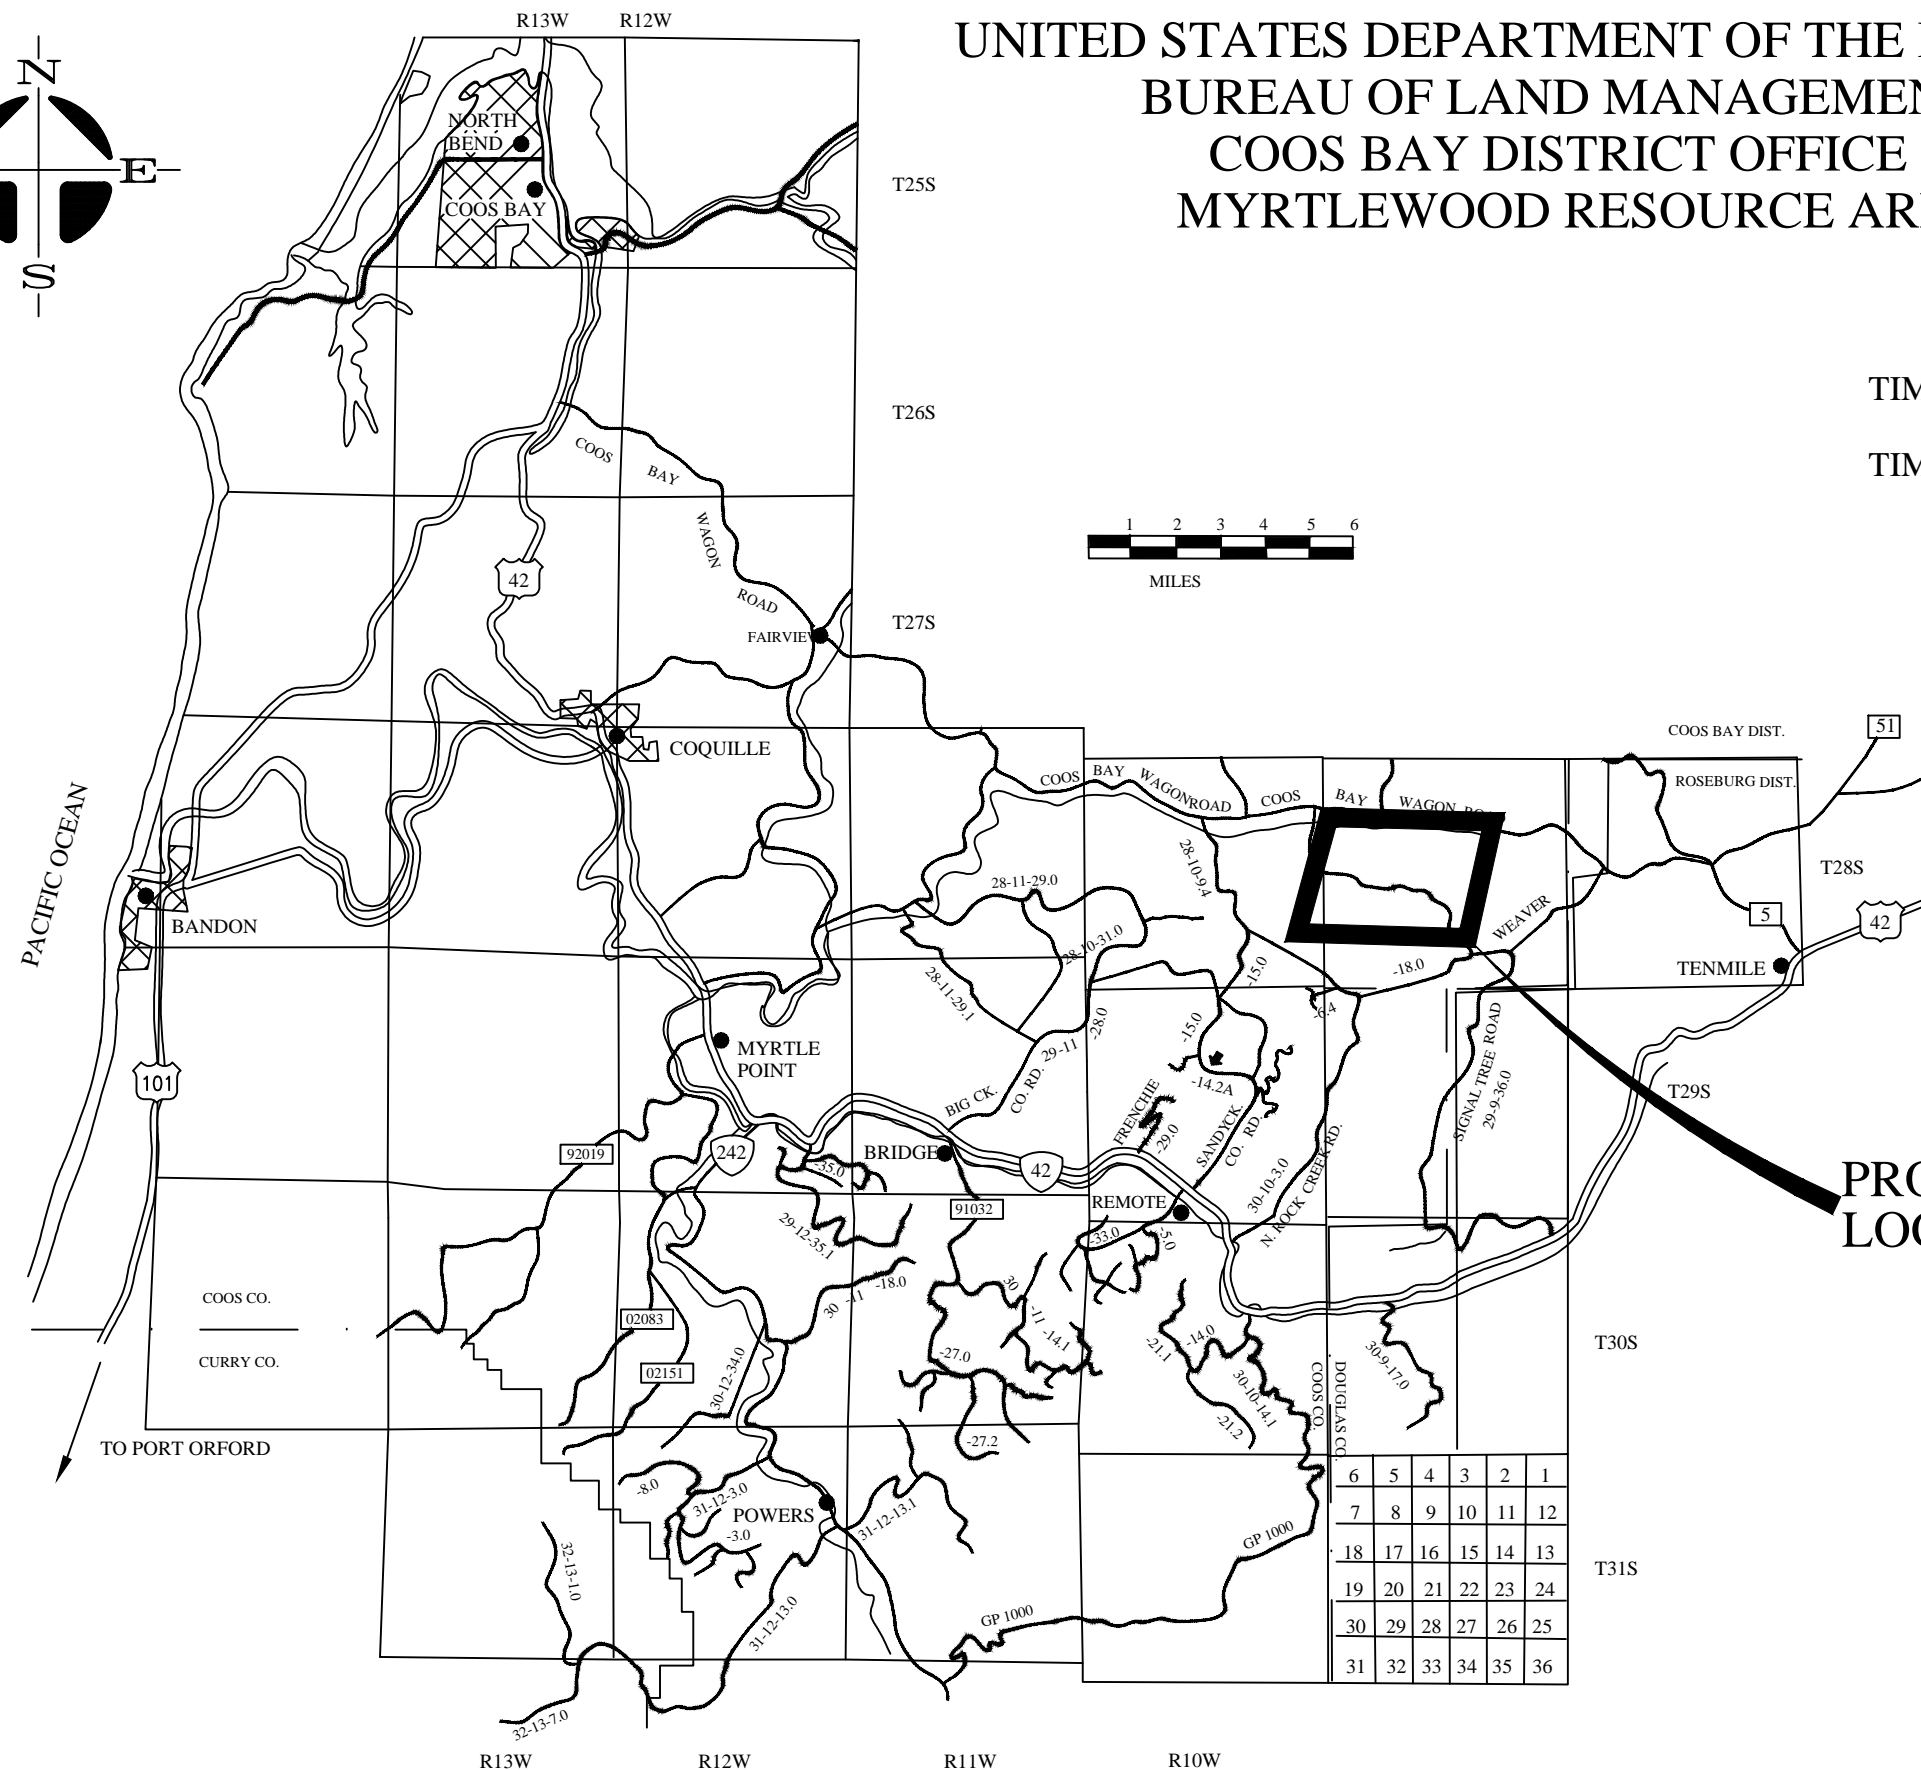 R13W R12W
UNITED STATES DEPARTMENT OF THE
BUREAU OF LAND MANAGEMEN
COOS BAY DISTRICT OFFICE
MYRTLEWOOD RESOURCE AR
N
E
S
NORTH
BEND
COOS BAY
T25S
TIM
T26S
TIM
COOS BAY WAGON ROAD
1 2 3 4 5 6
MILES
42
FAIRVIE
T27S
COQUILLE
COOS BAY DIST.
51
ROSEBURG DIST.
COOS BAY WAGON ROAD
COOS BAY WAGON
PACIFIC OCEAN
BANDON
28-11-29.0
28-10-9.4
28-10-31.0
28-11-29.1
T28S
WEAVER
5
42
TENMILE
-15.0
-18.0
-6.4
101
MYRTLE
POINT
29-11
-28.0
-15.0
-14.2A
BIG CK.
CO. RD.
FRENCHIE
-29.0
SANDYCK.
CO. RD.
SIGNAL TREE ROAD
29-9-36.0
T29S
92019
242
-35.0
BRIDGE
42
91032
REMOTE
30-10-3.0
N. ROCK CREEK RD.
PRO
LOC
29-12-35.1
-33.0
-5.0
COOS CO.
CURRY CO.
02083
02151
30 -11 -18.0
30 -11 -14.1
-27.0
30-12-34.0
-21.1
-14.0
30-10-14.1
-21.2
30-9-17.0
COOS CO.
DOUGLAS CO.
T30S
TO PORT ORFORD
-27.2
-8.0
31-12-3.0
-3.0
POWERS
31-12-13.1
GP 1000
32-13-1.0
31-12-13.0
GP 1000
6 5 4 3 2 1
7 8 9 10 11 12
18 17 16 15 14 13
19 20 21 22 23 24
30 29 28 27 26 25
31 32 33 34 35 36
T31S
32-13-7.0
R13W R12W R11W R10W